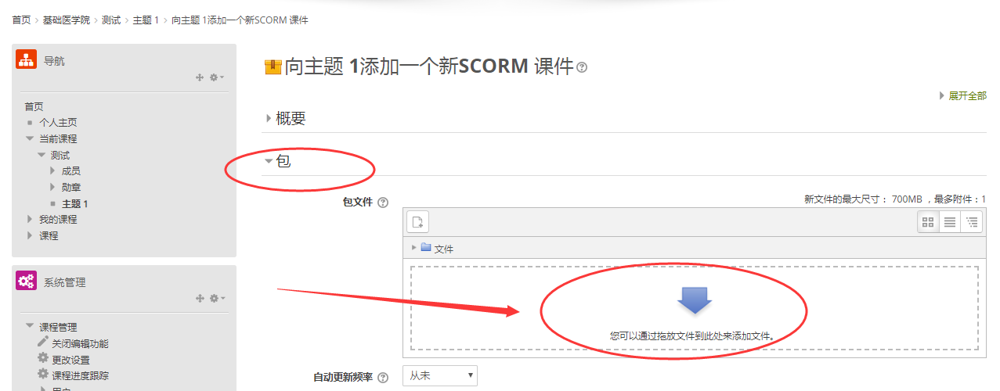 首页 > 基础医学院 > 测试 > 主题 1 > 向主题 1添加一个新SCORM 课件
导航
首页
个人主页
当前课程
测试
成员
勋章
主题 1
我的课程
课程
系统管理
课程管理
关闭编辑功能
更改设置
课程进度跟踪
用户
向主题 1添加一个新SCORM 课件
展开全部
概要
包
包文件
新文件的最大尺寸： 700MB ，最多附件：1
文件
您可以通过拖放文件到此处来添加文件。
自动更新频率
从未